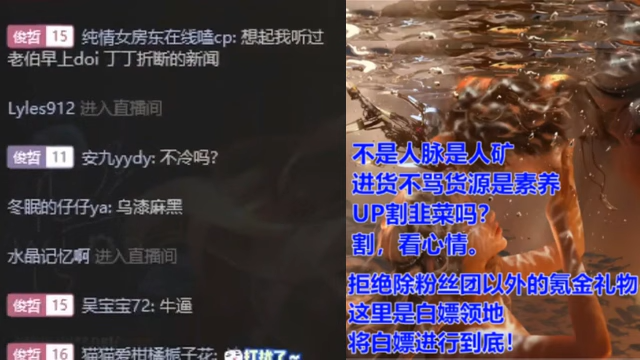 俊哲 15 纯情女房东在线嗑cp: 想起我听过
老伯早上doi 丁丁折断的新闻
Lyles912 进入直播间
俊哲 11 安九yydy: 不冷吗?
冬眠的仔仔ya: 乌漆麻黑
水晶记忆啊 进入直播间
俊哲 15 吴宝宝72: 牛逼
俊哲 16 猫猫爱柑橘栀子花: 打扰了~
不是人脉是人矿
进货不骂货源是素养
UP割韭菜吗?
割，看心情。
拒绝除粉丝团以外的氪金礼物
这里是白嫖领地
将白嫖进行到底!